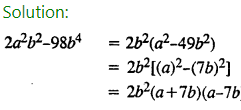 Solution:
2a²b²–98b⁴ = 2b²(a²–49b²)
= 2b²[(a)²–(7b)²]
= 2b²(a+7b)(a–7b